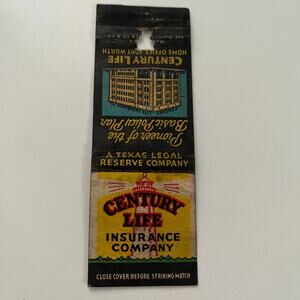 CENTURY
LIFE
INSURANCE
COMPANY
CLOSE COVER BEFORE STRIKING MATCH
A TEXAS LEGAL
RESERVE COMPANY
Pioneer of the
Basic Policy Plan
CENTURY LIFE
HOME OFFICE FORT WORTH